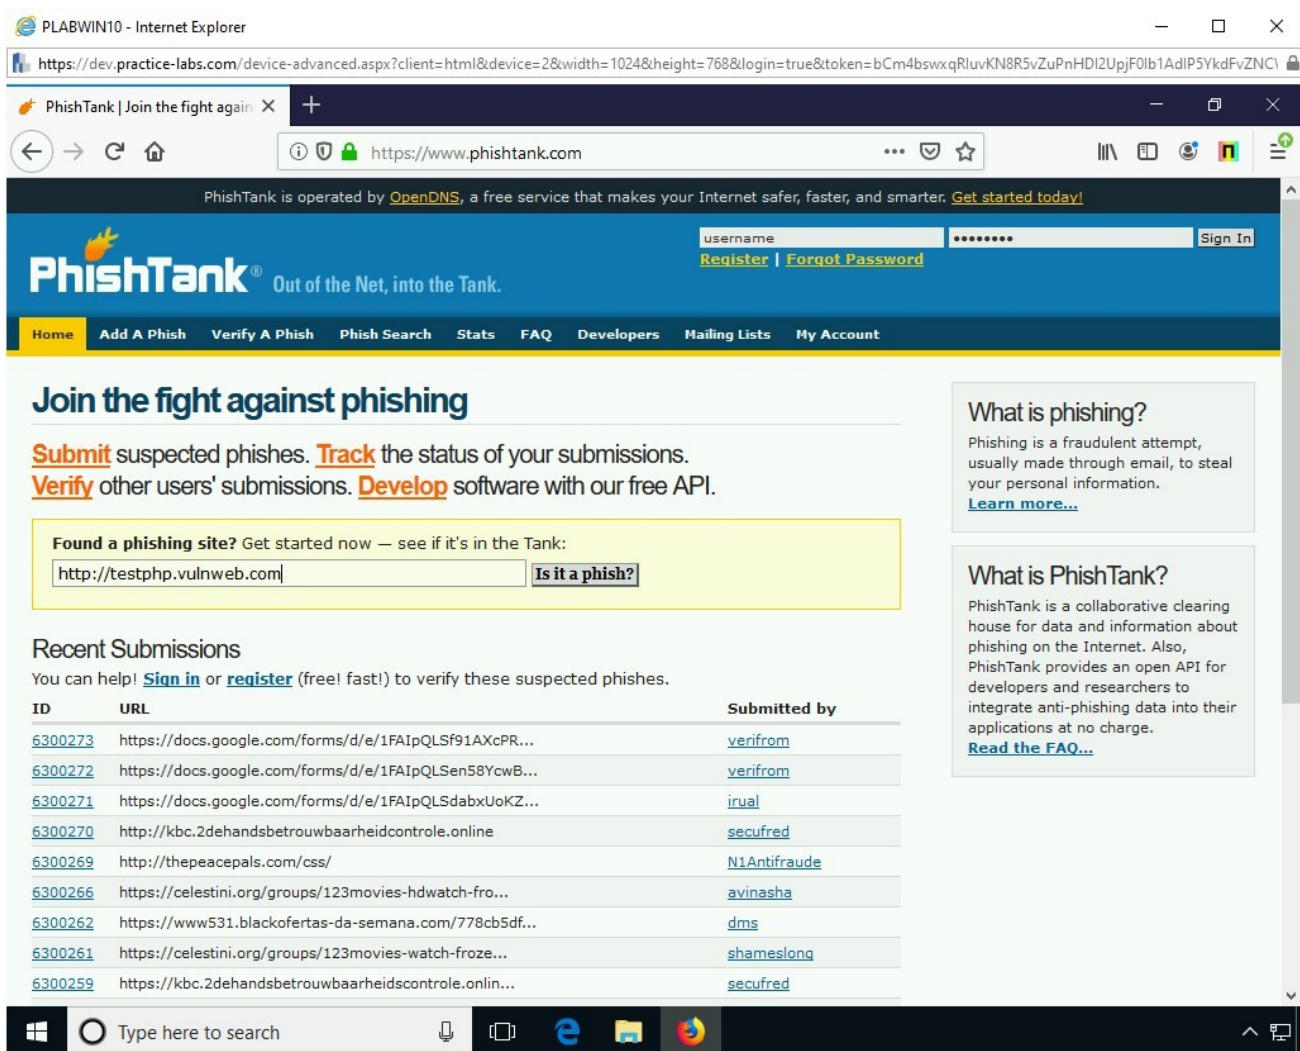 PLABWIN10 - Internet Explorer
https://dev.practice-labs.com/device-advanced.aspx?client=html&device=2&width=1024&height=768&login=true&token=
PhishTank | Join the fight again
https://www.phishtank.com
PhishTank is operated by OpenDNS, a free service that makes your Internet safer, faster, and smarter. Get started today!
username Sign In
Register | Forgot Password
PhishTank® Out of the Net, into the Tank.
Home Add A Phish Verify A Phish Phish Search Stats FAQ Developers Mailing Lists My Account
Join the fight against phishing
Submit suspected phishes. Track the status of your submissions.
Verify other users' submissions. Develop software with our free API.
Found a phishing site? Get started now — see if it's in the Tank:
http://testphp.vulnweb.com Is it a phish?
Recent Submissions
You can help! Sign in or register (free! fast!) to verify these suspected phishes.
ID URL Submitted by
6300273 https://docs.google.com/forms/d/e/1FAIpQLSf91AXcPR... verifrom
6300272 https://docs.google.com/forms/d/e/1FAIpQLSen58YcwB... verifrom
6300271 https://docs.google.com/forms/d/e/1FAIpQLSdabxUoKZ... irual
6300270 http://kbc.2dehandsbetrouwbaarheidcontrole.online secufred
6300269 http://thepeacepals.com/css/ N1Antifraude
6300266 https://celestini.org/groups/123movies-hdwatch-fro... avinasha
6300262 https://www531.blackofertas-da-semana.com/778cb5df... dms
6300261 https://celestini.org/groups/123movies-watch-froze... shameslong
6300259 https://kbc.2dehandsbetrouwbaarheidscontrole.onlin... secufred
What is phishing?
Phishing is a fraudulent attempt,
usually made through email, to steal
your personal information.
Learn more...
What is PhishTank?
PhishTank is a collaborative clearing
house for data and information about
phishing on the Internet. Also,
PhishTank provides an open API for
developers and researchers to
integrate anti-phishing data into their
applications at no charge.
Read the FAQ...
Type here to search